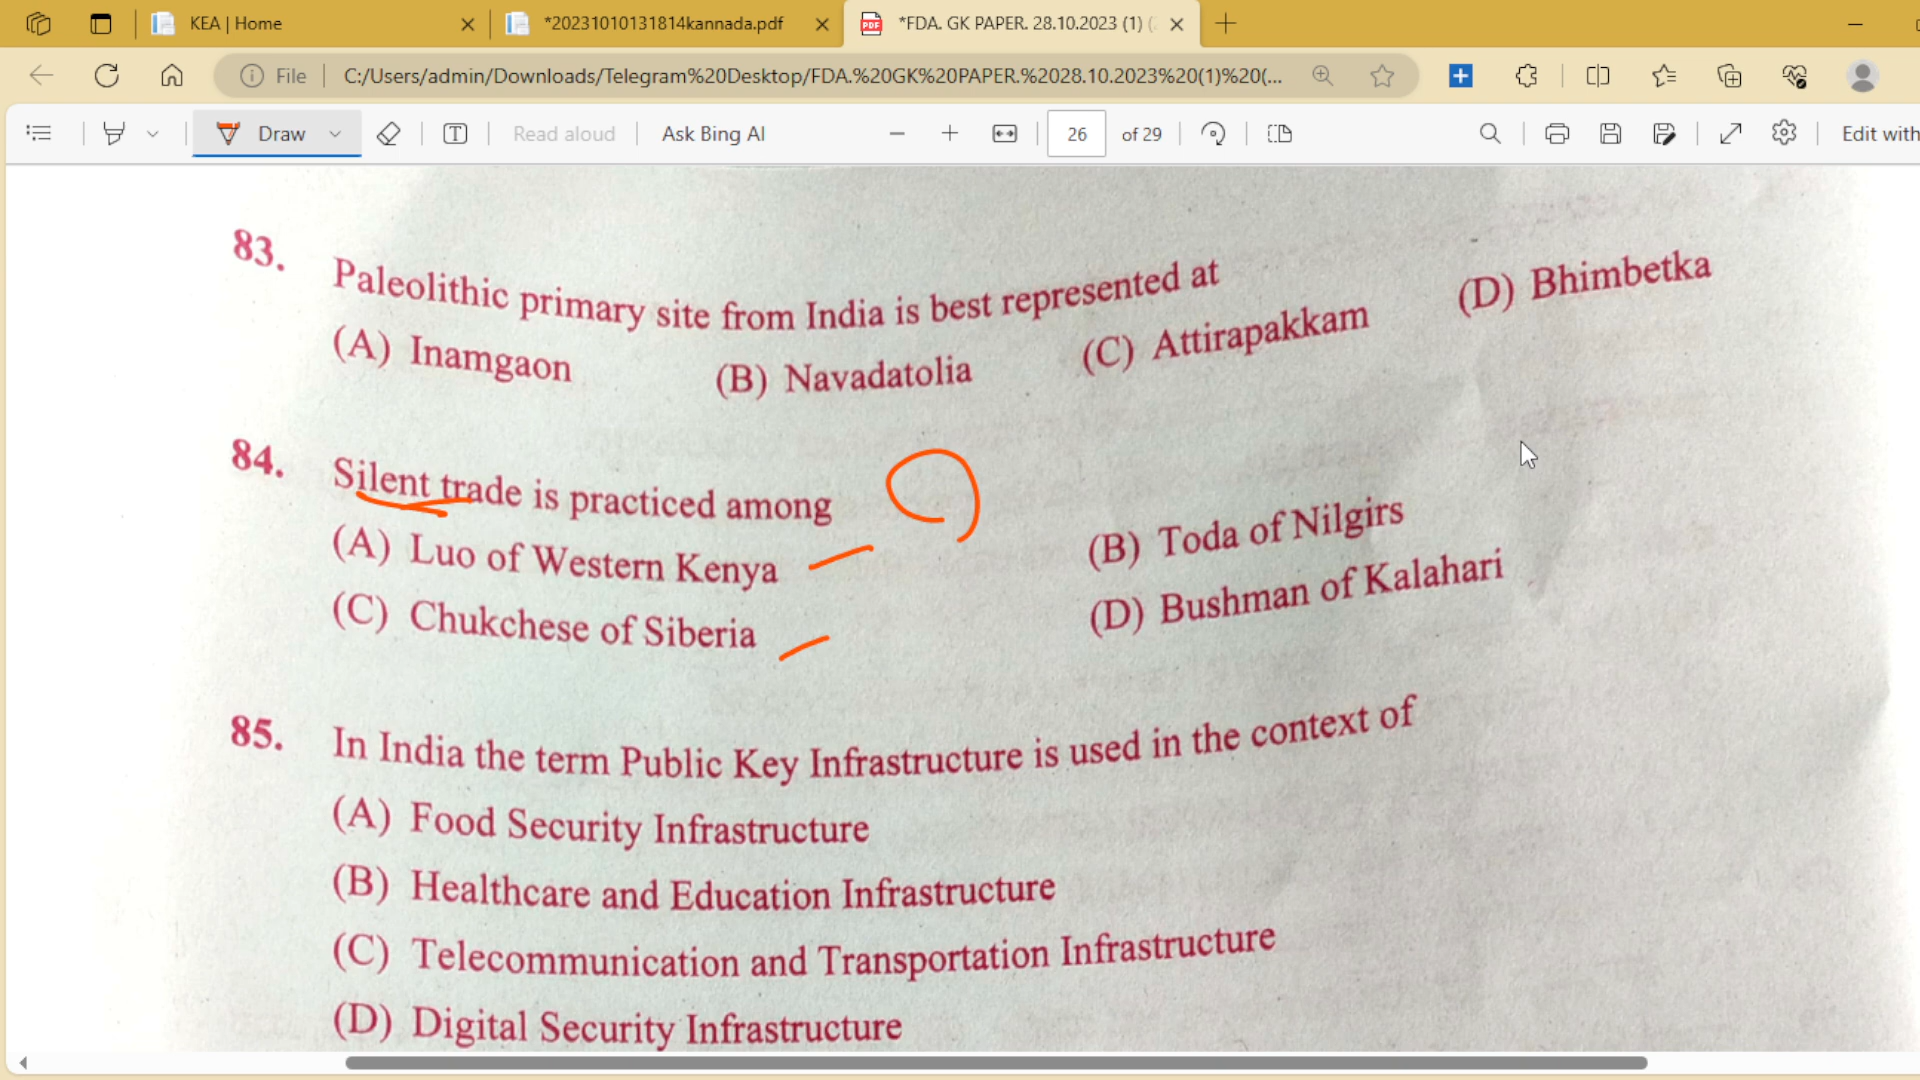 KEA | Home
*20231010131814kannada.pdf
*FDA. GK PAPER. 28.10.2023 (1) (
File
C:/Users/admin/Downloads/Telegram%20Desktop/FDA.%20GK%20PAPER.%2028.10.2023%20(1)%20(...
Draw
Read aloud
Ask Bing AI
26
of 29
Edit with
83. Paleolithic primary site from India is best represented at
(A) Inamgaon (B) Navadatolia (C) Attirapakkam (D) Bhimbetka
84. Silent trade is practiced among
(A) Luo of Western Kenya (B) Toda of Nilgirs
(C) Chukchese of Siberia (D) Bushman of Kalahari
85. In India the term Public Key Infrastructure is used in the context of
(A) Food Security Infrastructure
(B) Healthcare and Education Infrastructure
(C) Telecommunication and Transportation Infrastructure
(D) Digital Security Infrastructure